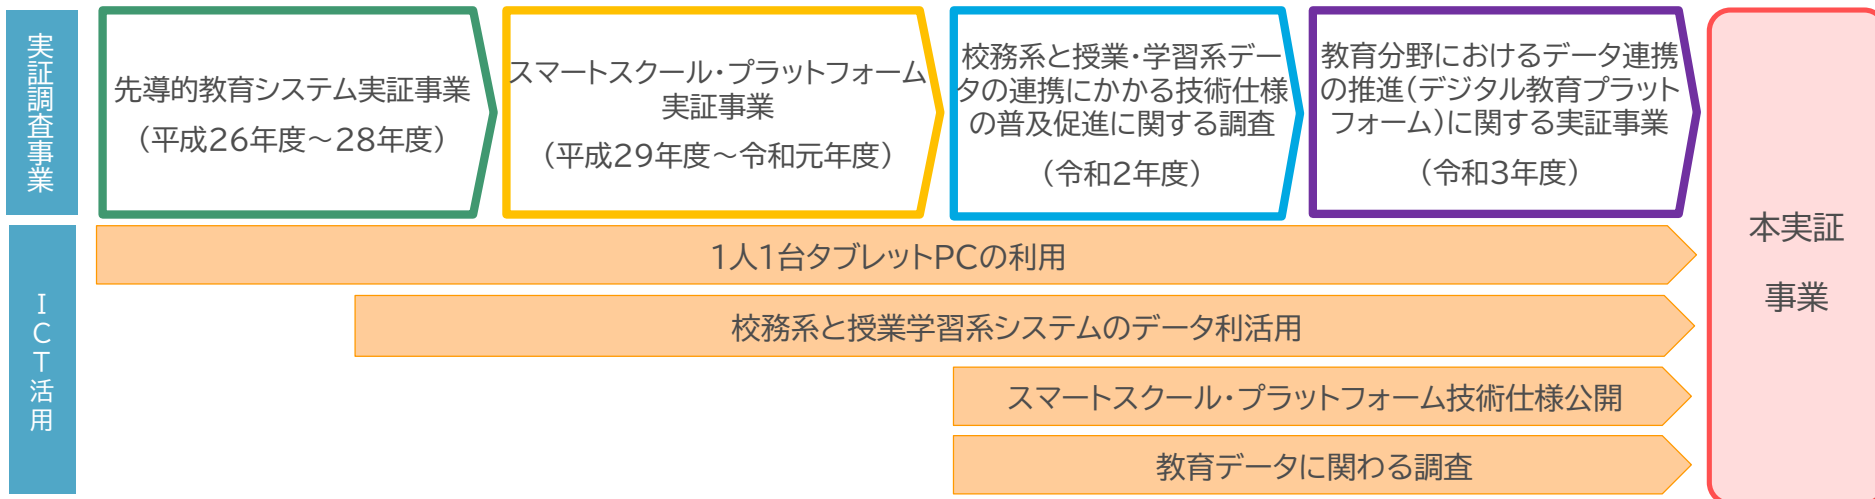 実証調査事業
先導的教育システム実証事業
（平成26年度～28年度）
スマートスクール・プラットフォーム
実証事業
（平成29年度～令和元年度）
校務系と授業・学習系デー
タの連携にかかる技術仕様
の普及促進に関する調査
（令和2年度）
教育分野におけるデータ連携
の推進（デジタル教育プラット
フォーム）に関する実証事業
（令和3年度）
本実証
事業
ICT活用
1人1台タブレットPCの利用
校務系と授業学習系システムのデータ利活用
スマートスクール・プラットフォーム技術仕様公開
教育データに関わる調査